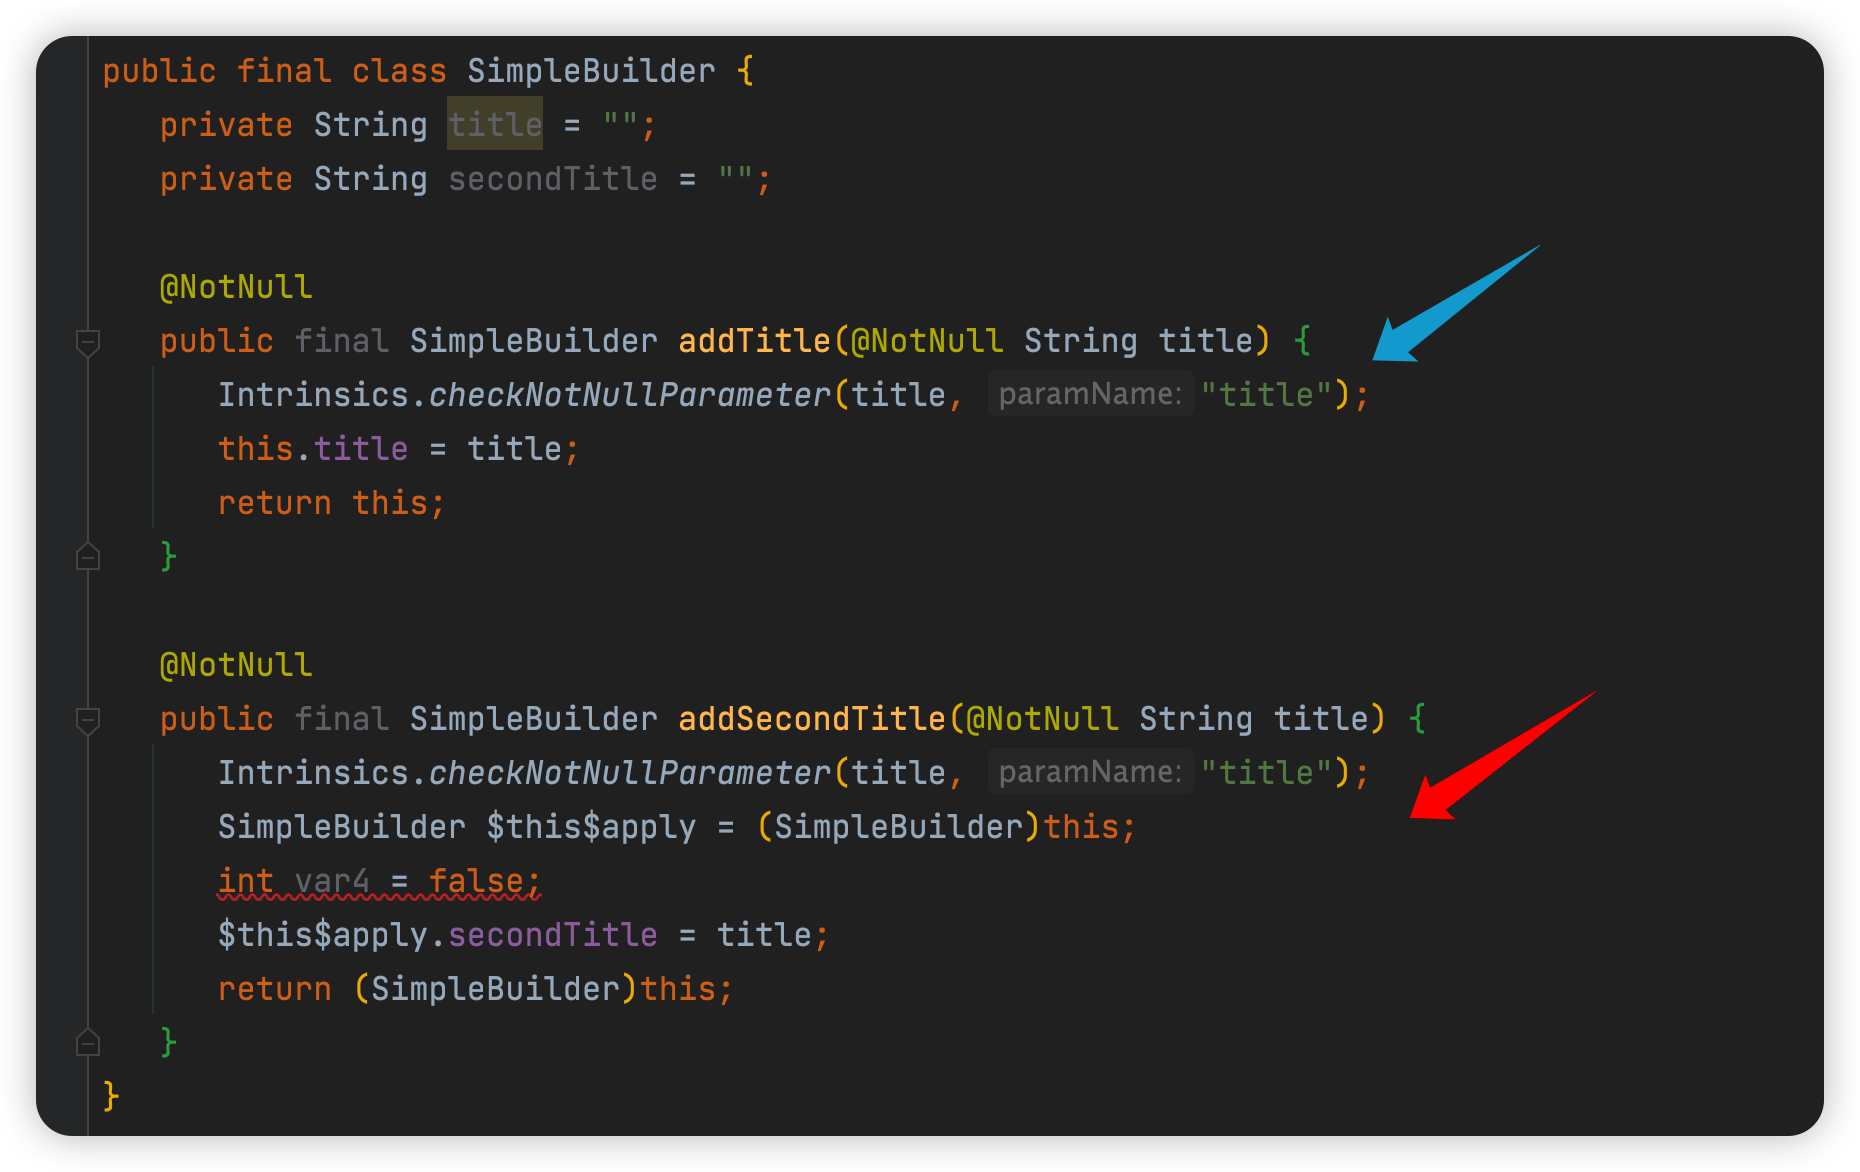 public final class SimpleBuilder {
private String title = "";
private String secondTitle = "";
@NotNull
public final SimpleBuilder addTitle(@NotNull String title) {
Intrinsics.checkNotNullParameter(title, paramName: "title");
this.title = title;
return this;
}
@NotNull
public final SimpleBuilder addSecondTitle(@NotNull String title) {
Intrinsics.checkNotNullParameter(title, paramName: "title");
SimpleBuilder $this$apply = (SimpleBuilder)this;
int var4 = false;
$this$apply.secondTitle = title;
return (SimpleBuilder)this;
}
}